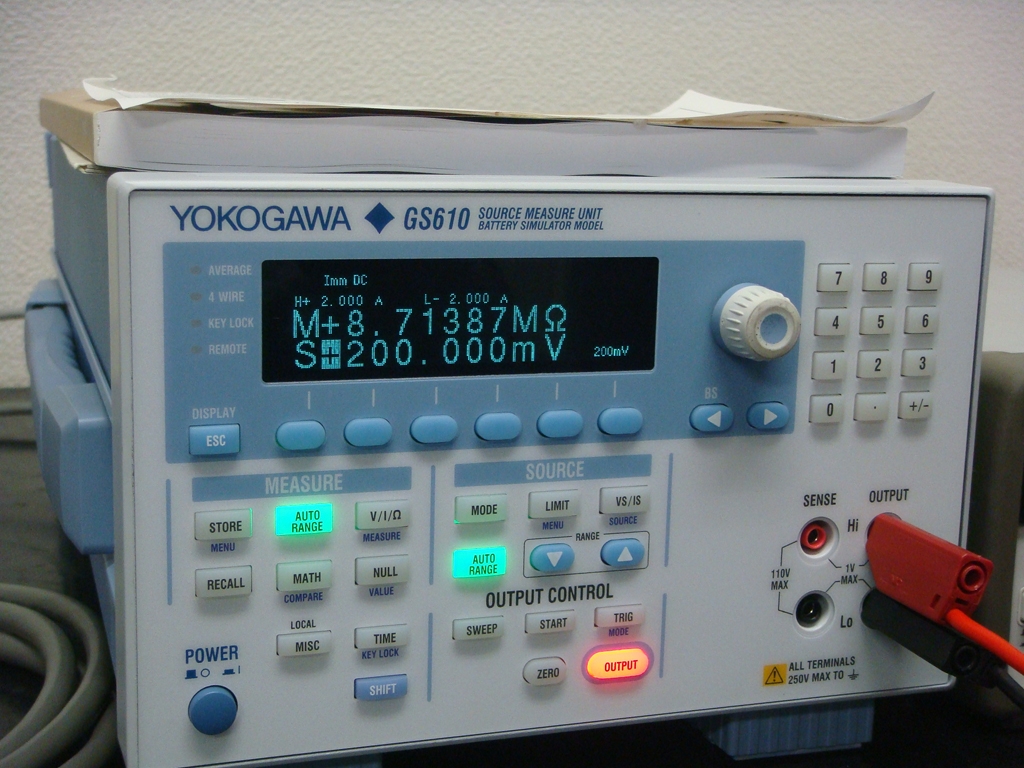 YOKOGAWA GS610 SOURCE MEASURE UNIT
BATTERY SIMULATOR MODEL
AVERAGE
4 WIRE
KEY LOCK
REMOTE
Imm DC
H+ 2.000 A L- 2.000 A
M+8.71387MΩ
S 200.000mV 200mV
7 8 9
4 5 6
1 2 3
0 . +/-
BS
DISPLAY
ESC
MEASURE
STORE
MENU
AUTO
RANGE
V/I/Ω
MEASURE
RECALL
MATH
COMPARE
NULL
VALUE
LOCAL
MISC
TIME
KEY LOCK
SHIFT
POWER
SOURCE
MODE
LIMIT
MENU
VS/IS
SOURCE
AUTO
RANGE
RANGE
OUTPUT CONTROL
SWEEP
START
TRIG
MODE
ZERO
OUTPUT
SENSE OUTPUT
Hi
110V
MAX
1V
MAX
Lo
ALL TERMINALS
250V MAX TO